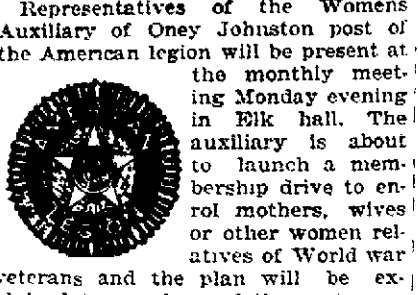 Representatives of the Womens
Auxiliary of Oney Johnston post of
the American legion will be present at
the monthly meet-
ing Monday evening
in Elk hall. The
auxiliary is about
to launch a mem-
bership drive to en-
rol mothers, wives
or other women rel-
atives of World war
veterans and the plan will be ex-